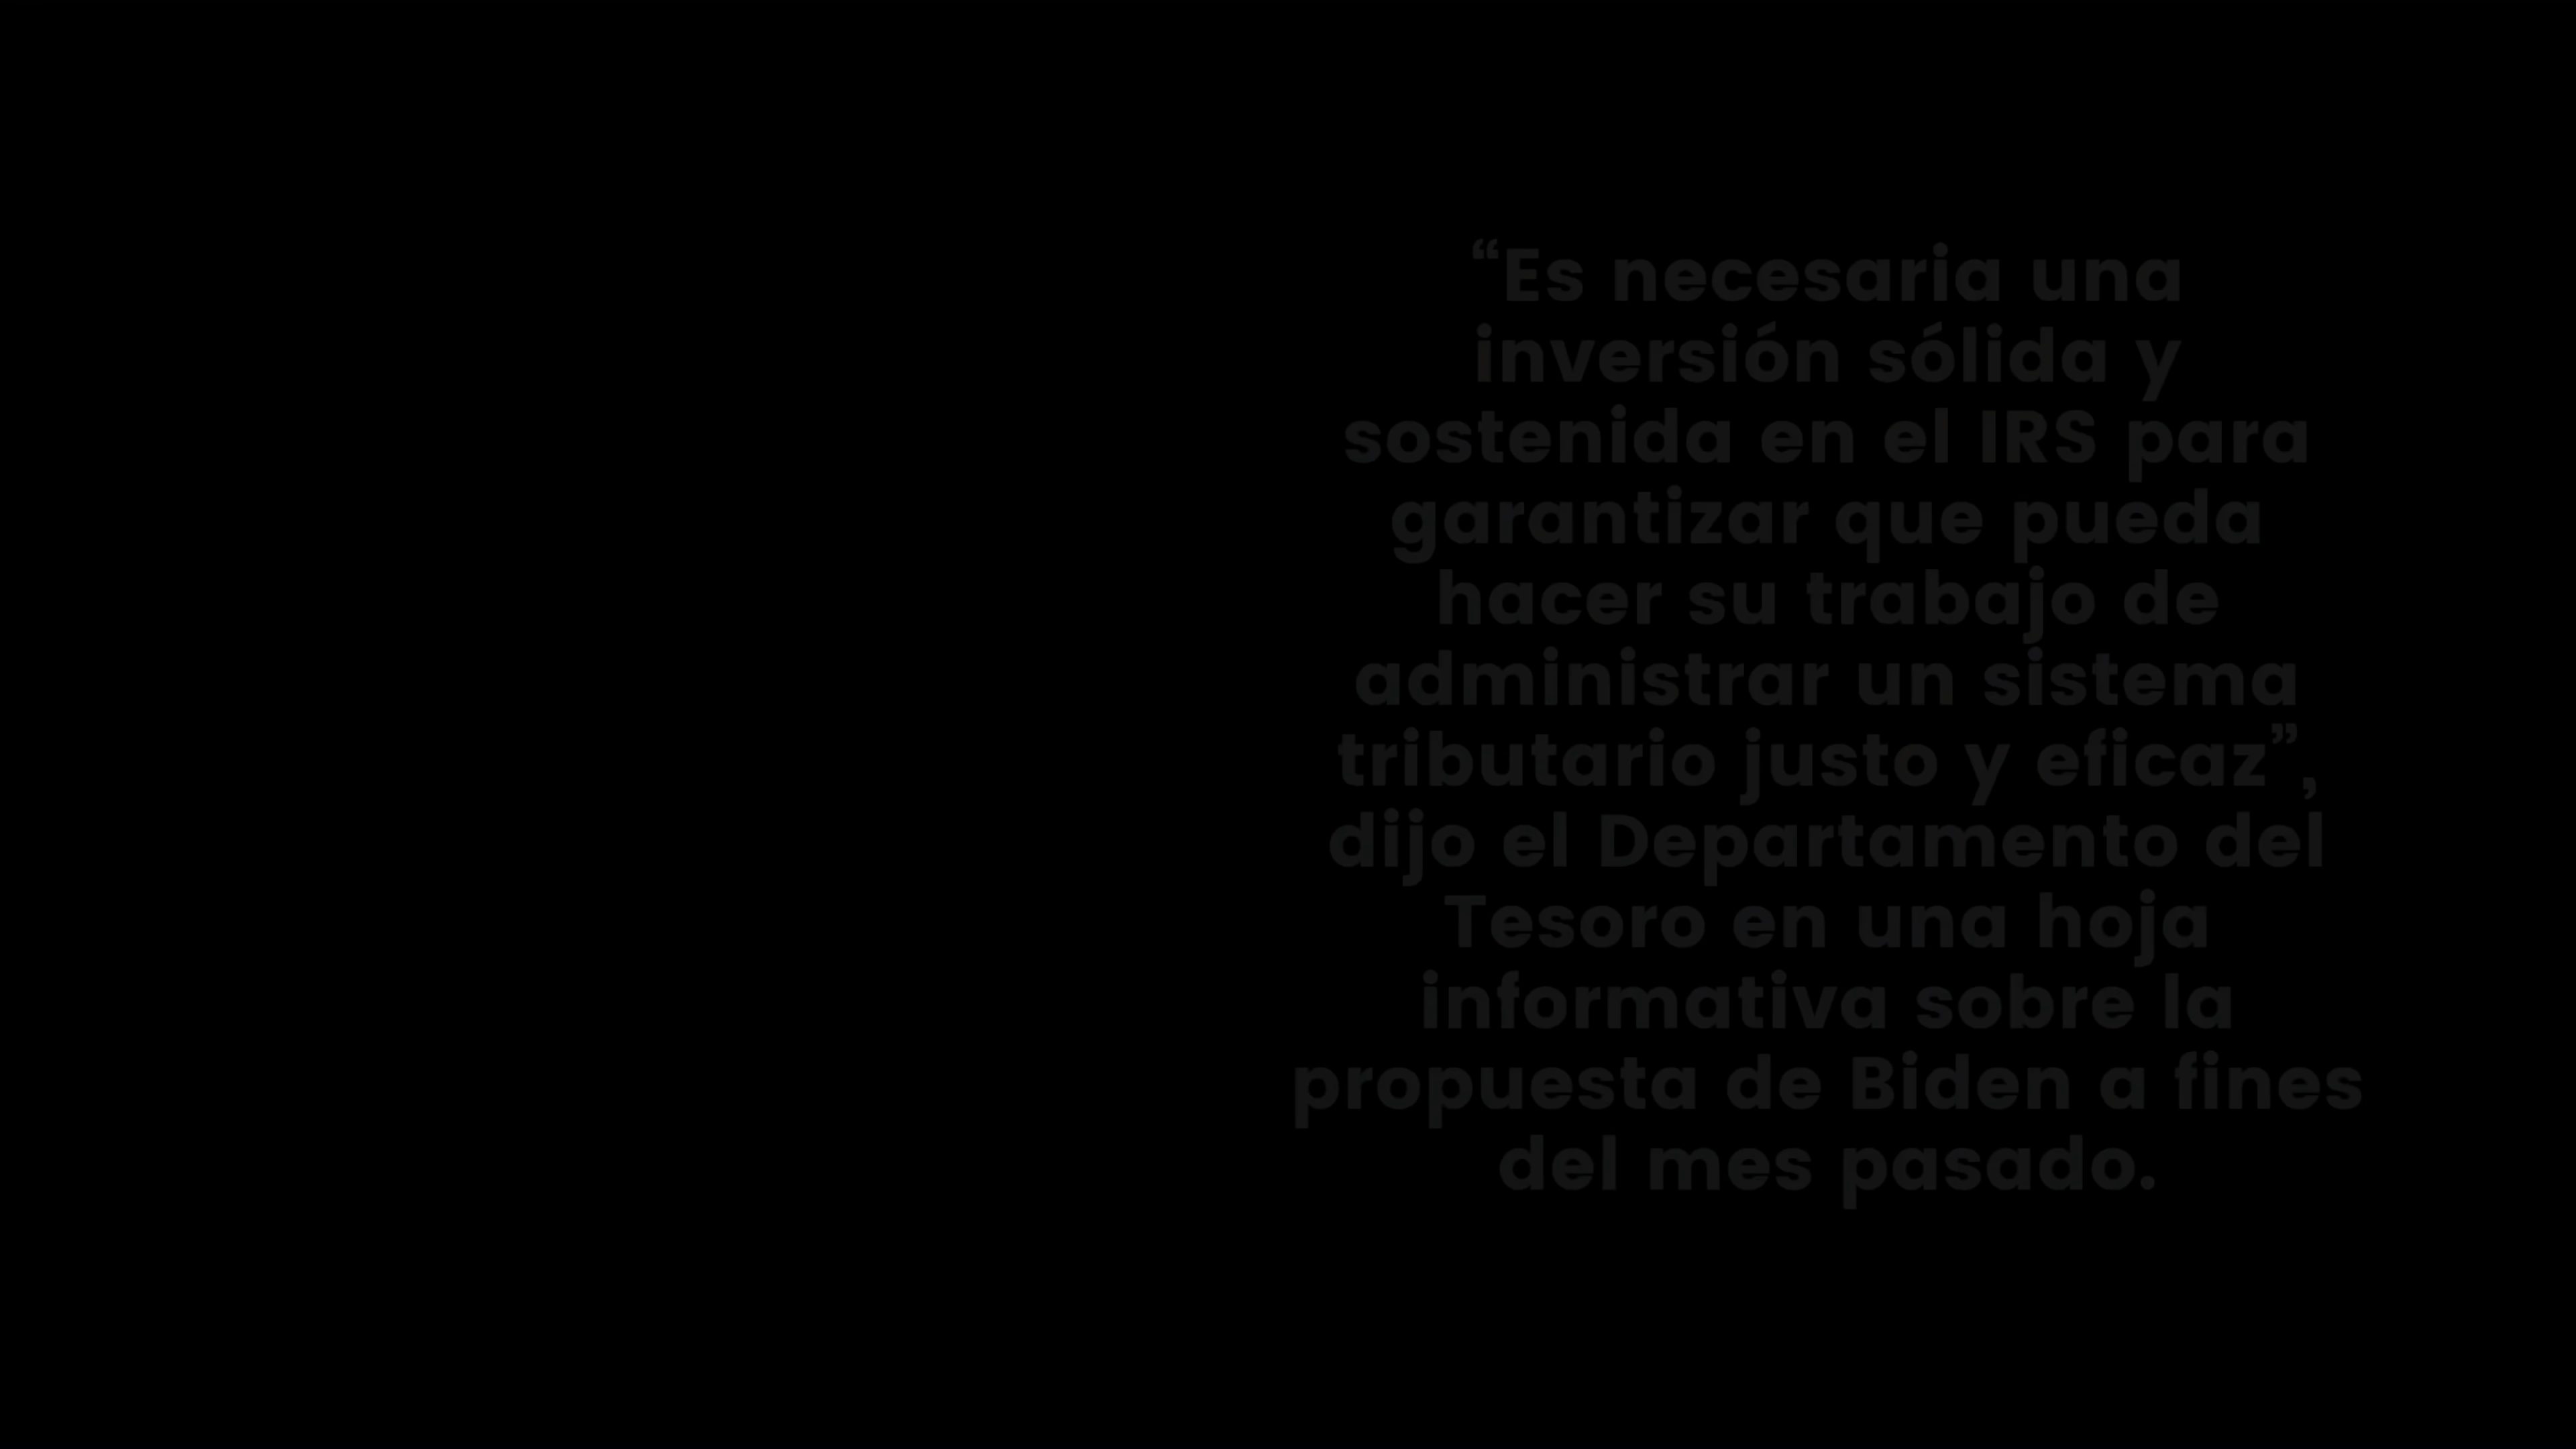 “Es necesaria una
inversión sólida y
sostenida en el IRS para
garantizar que pueda
hacer su trabajo de
administrar un sistema
tributario justo y eficaz”,
dijo el Departamento del
Tesoro en una hoja
informativa sobre la
propuesta de Biden a fines
del mes pasado.